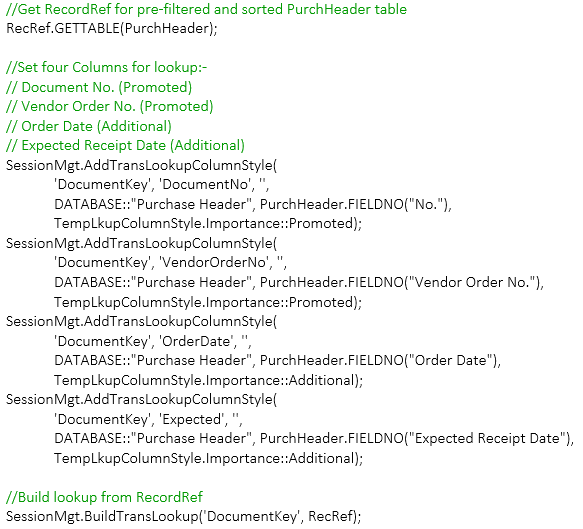 //Get RecordRef for pre-filtered and sorted PurchHeader table
RecRef.GETTABLE(PurchHeader);

//Set four Columns for lookup:-
// Document No. (Promoted)
// Vendor Order No. (Promoted)
// Order Date (Additional)
// Expected Receipt Date (Additional)
SessionMgt.AddTransLookupColumnStyle(
'DocumentKey', 'DocumentNo', '',
DATABASE::"Purchase Header", PurchHeader.FIELDNO("No."),
TempLkupColumnStyle.Importance::Promoted);
SessionMgt.AddTransLookupColumnStyle(
'DocumentKey', 'VendorOrderNo', '',
DATABASE::"Purchase Header", PurchHeader.FIELDNO("Vendor Order No."),
TempLkupColumnStyle.Importance::Promoted);
SessionMgt.AddTransLookupColumnStyle(
'DocumentKey', 'OrderDate', '',
DATABASE::"Purchase Header", PurchHeader.FIELDNO("Order Date"),
TempLkupColumnStyle.Importance::Additional);
SessionMgt.AddTransLookupColumnStyle(
'DocumentKey', 'Expected', '',
DATABASE::"Purchase Header", PurchHeader.FIELDNO("Expected Receipt Date"),
TempLkupColumnStyle.Importance::Additional);

//Build lookup from RecordRef
SessionMgt.BuildTransLookup('DocumentKey', RecRef);